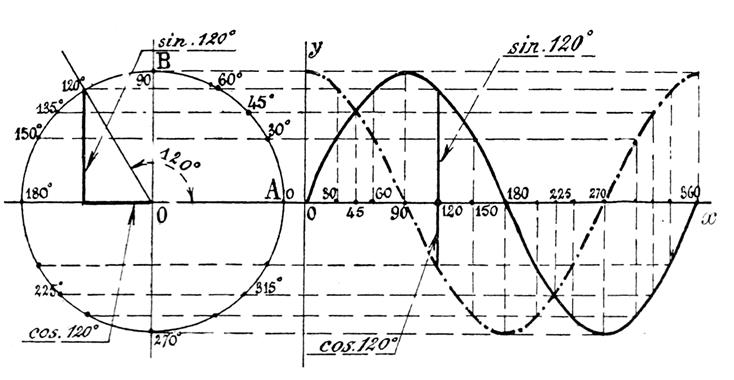 sin.120°
y
B
120° 90 60°
sin.120°
135° 45°
150° 30°
120°
180° A 0
0 0 30 45 60 90 120 150 180 225 270 360 x
225° 315°
cos.120° 270° cos.120°